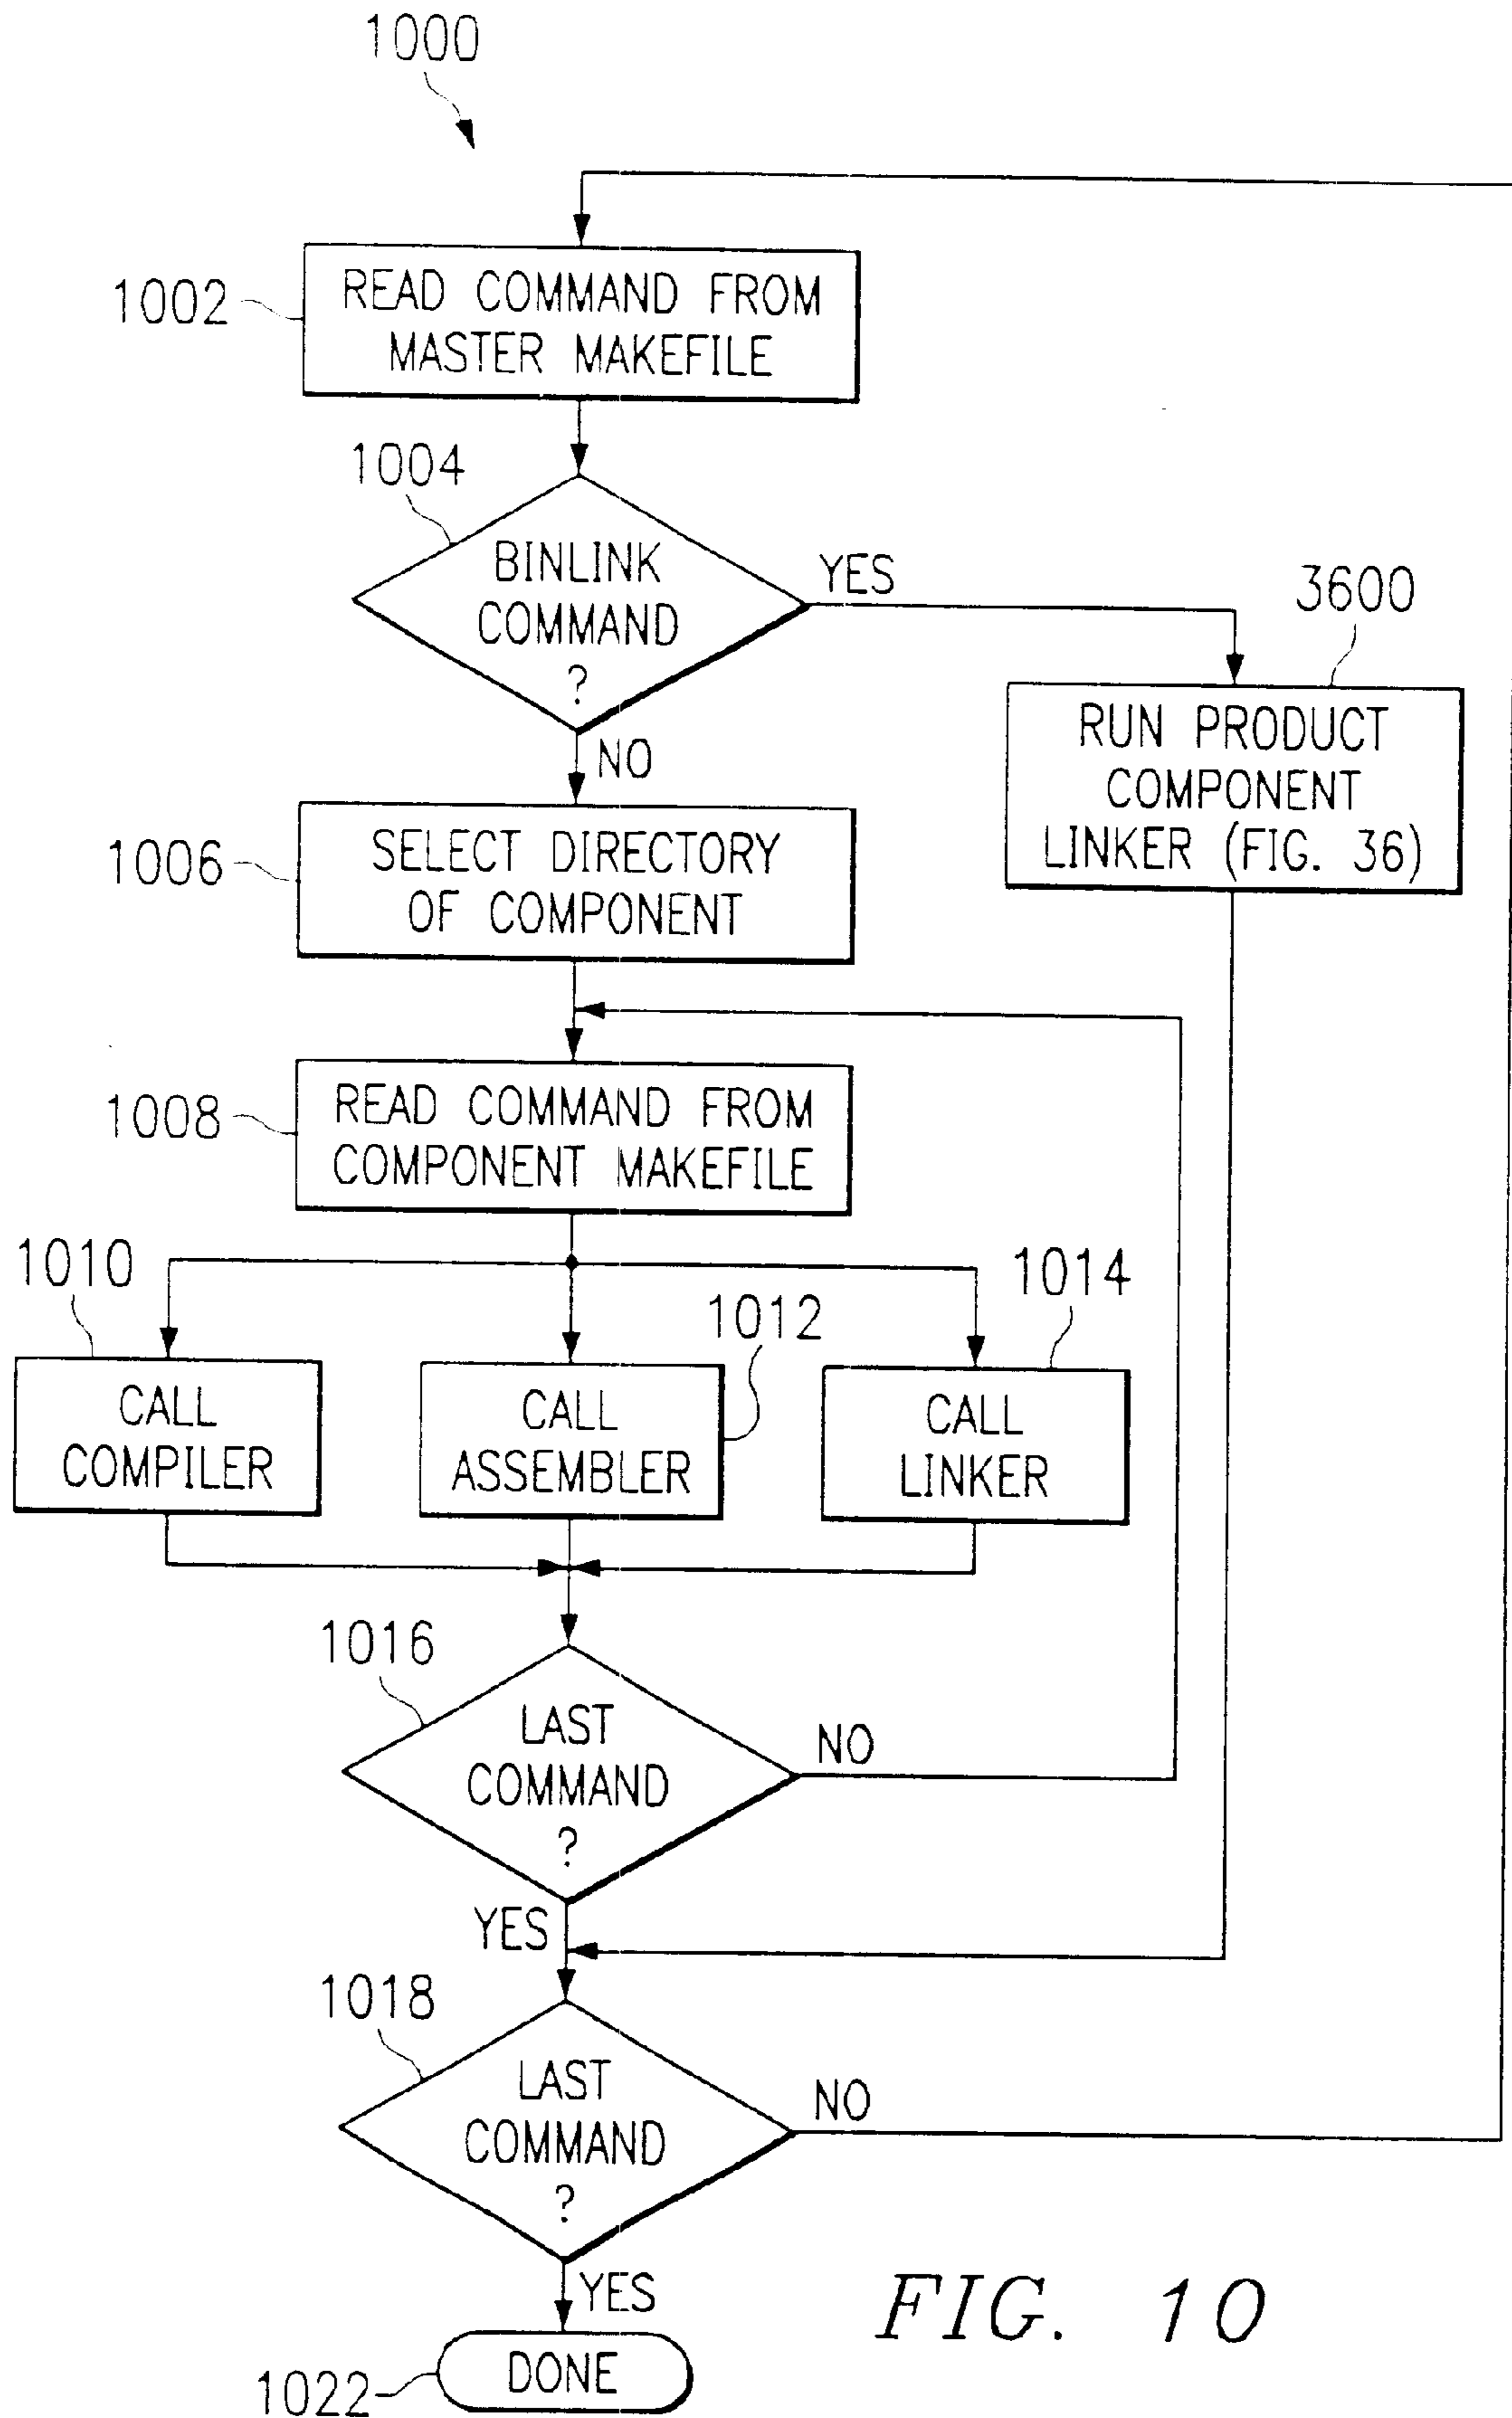 1000
1002
READ COMMAND FROM
MASTER MAKEFILE
1004
BINLINK
COMMAND
?
YES
NO
3600
RUN PRODUCT
COMPONENT
LINKER (FIG. 36)
1006
SELECT DIRECTORY
OF COMPONENT
1008
READ COMMAND FROM
COMPONENT MAKEFILE
1010
CALL
COMPILER
1012
CALL
ASSEMBLER
1014
CALL
LINKER
1016
LAST
COMMAND
?
NO
YES
1018
LAST
COMMAND
?
NO
YES
1022
DONE
FIG. 10